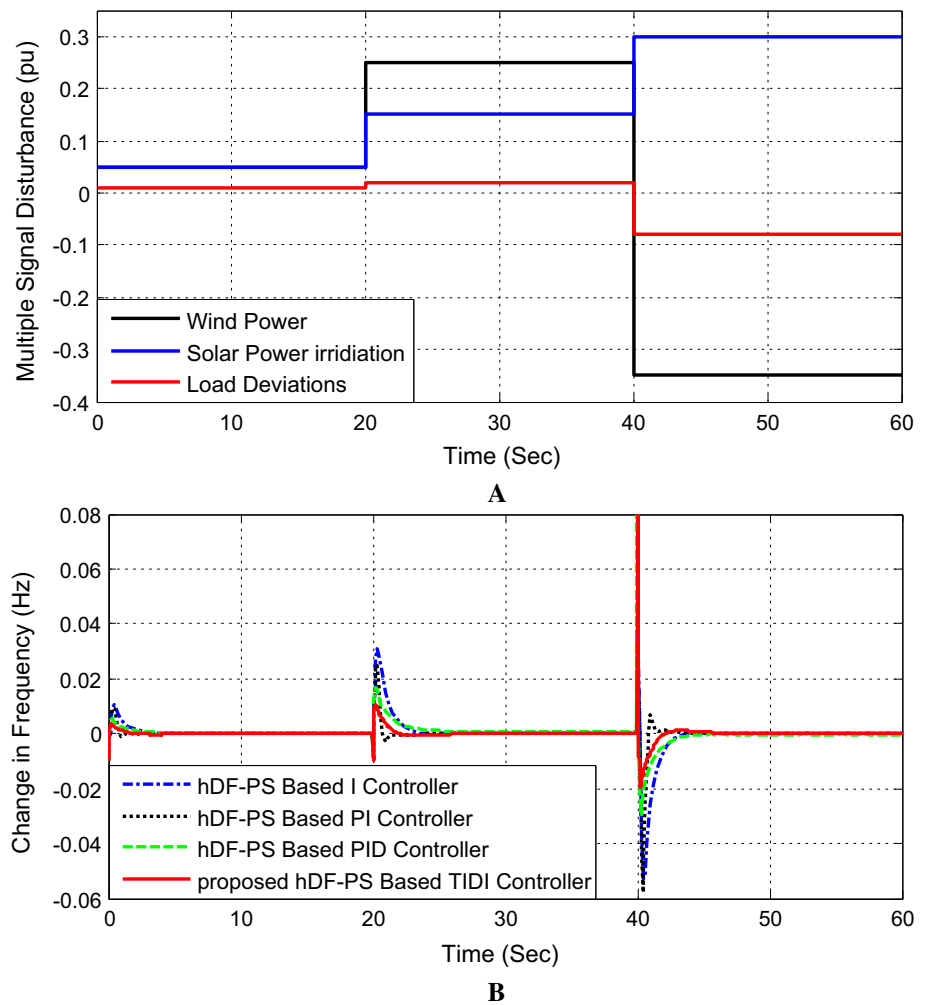 0.3
0.2
0.1
0
-0.1
-0.2
-0.3
-0.4
Multiple Signal Disturbance (pu)
Wind Power
Solar Power irridiation
Load Deviations
0
10
20
30
40
50
60
Time (Sec)
A
0.08
0.06
0.04
0.02
0
-0.02
-0.04
-0.06
Change in Frequency (Hz)
hDF-PS Based I Controller
hDF-PS Based PI Controller
hDF-PS Based PID Controller
proposed hDF-PS Based TIDI Controller
0
10
20
30
40
50
60
Time (Sec)
B